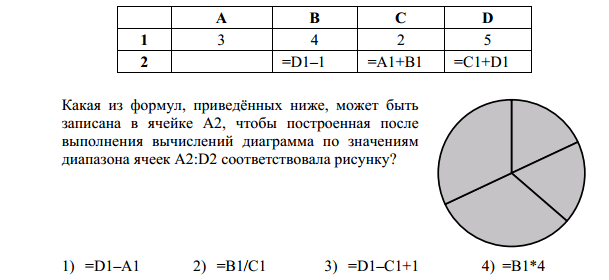 A B C D
1 3 4 2 5
2 =D1–1 =A1+B1 =C1+D1
Какая из формул, приведённых ниже, может быть
записана в ячейке A2, чтобы построенная после
выполнения вычислений диаграмма по значениям
диапазона ячеек A2:D2 соответствовала рисунку?
1) =D1–A1 2) =B1/C1 3) =D1–C1+1 4) =B1*4